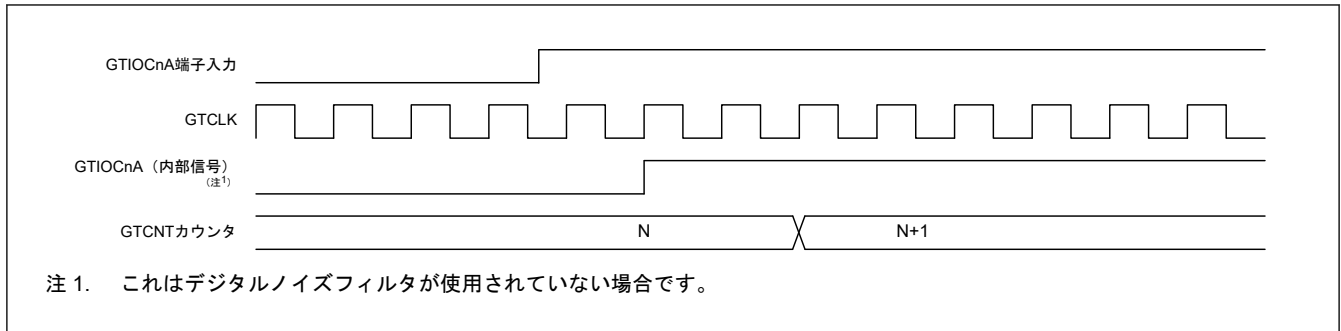 GTIOCnA端子入力
GTCLK
GTIOCnA（内部信号）
（注1）
GTCNTカウンタ
N
N+1
注 1. これはデジタルノイズフィルタが使用されていない場合です。